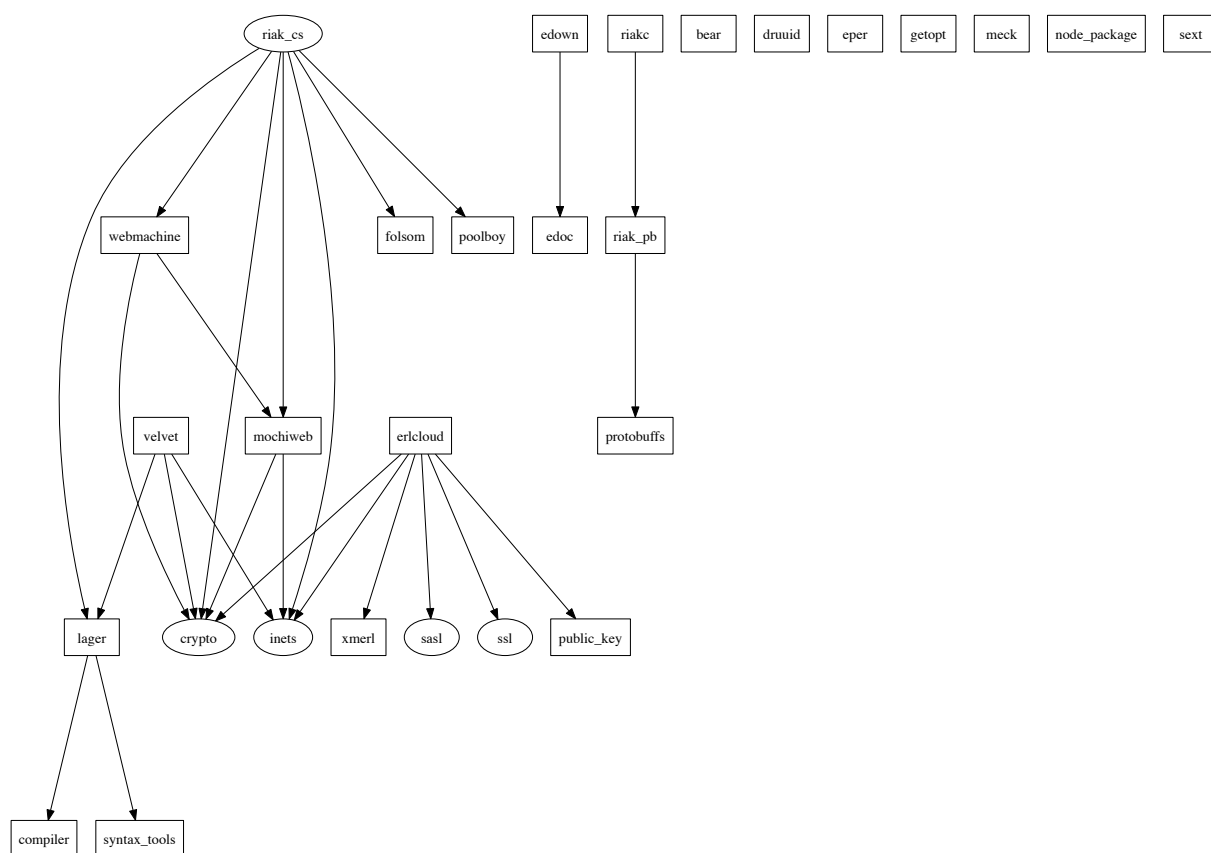 riak_cs
edown
riakc
bear
druuid
eper
getopt
meck
node_package
sext
webmachine
folsom
poolboy
edoc
riak_pb
velvet
mochiweb
erlcloud
protobuffs
lager
crypto
inets
xmerl
sasl
ssl
public_key
compiler
syntax_tools